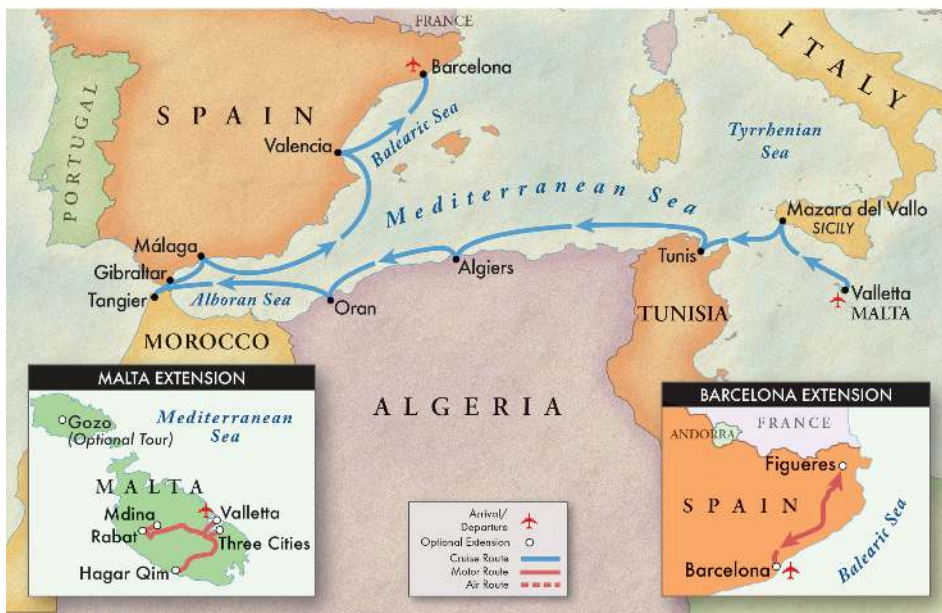 FRANCE
Barcelona
ITALY
SPAIN
PORTUGAL
Balearic Sea
Tyrrhenian
Sea
Valencia
Mediterranean Sea
Mazara del Vallo
SICILY
Málaga
Gibraltar
Tangier
Alboran Sea
Oran
Algiers
Tunis
Valletta
MALTA
MOROCCO
TUNISIA
ALGERIA
MALTA EXTENSION
Gozo
(Optional Tour)
Mediterranean
Sea
MALTA
Mdina
Rabat
Valletta
Three Cities
Hagar Qim
Arrival/
Departure
Optional Extension
Cruise Route
Motor Route
Air Route
BARCELONA EXTENSION
FRANCE
ANDORRA
Figueres
SPAIN
Balearic Sea
Barcelona